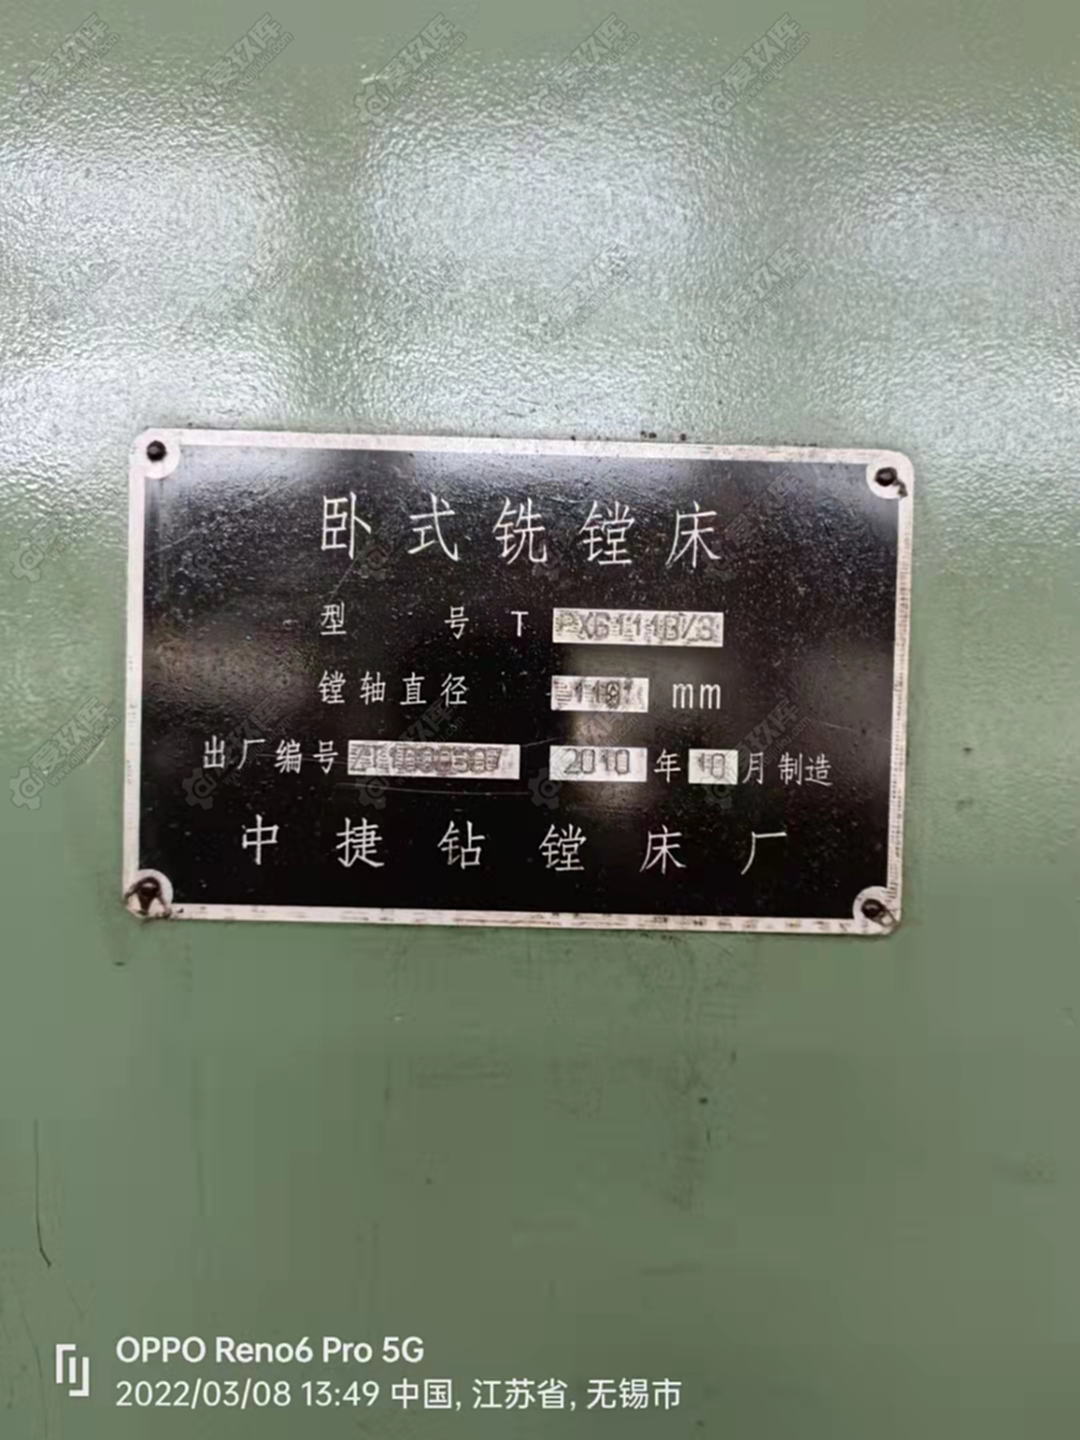 卧式铣镗床
型号 T PX6111B/3
镗轴直径 110 mm
出厂编号 2010 年 10 月制造
中捷钻镗床厂
OPPO Reno6 Pro 5G
2022/03/08 13:49 中国, 江苏省, 无锡市